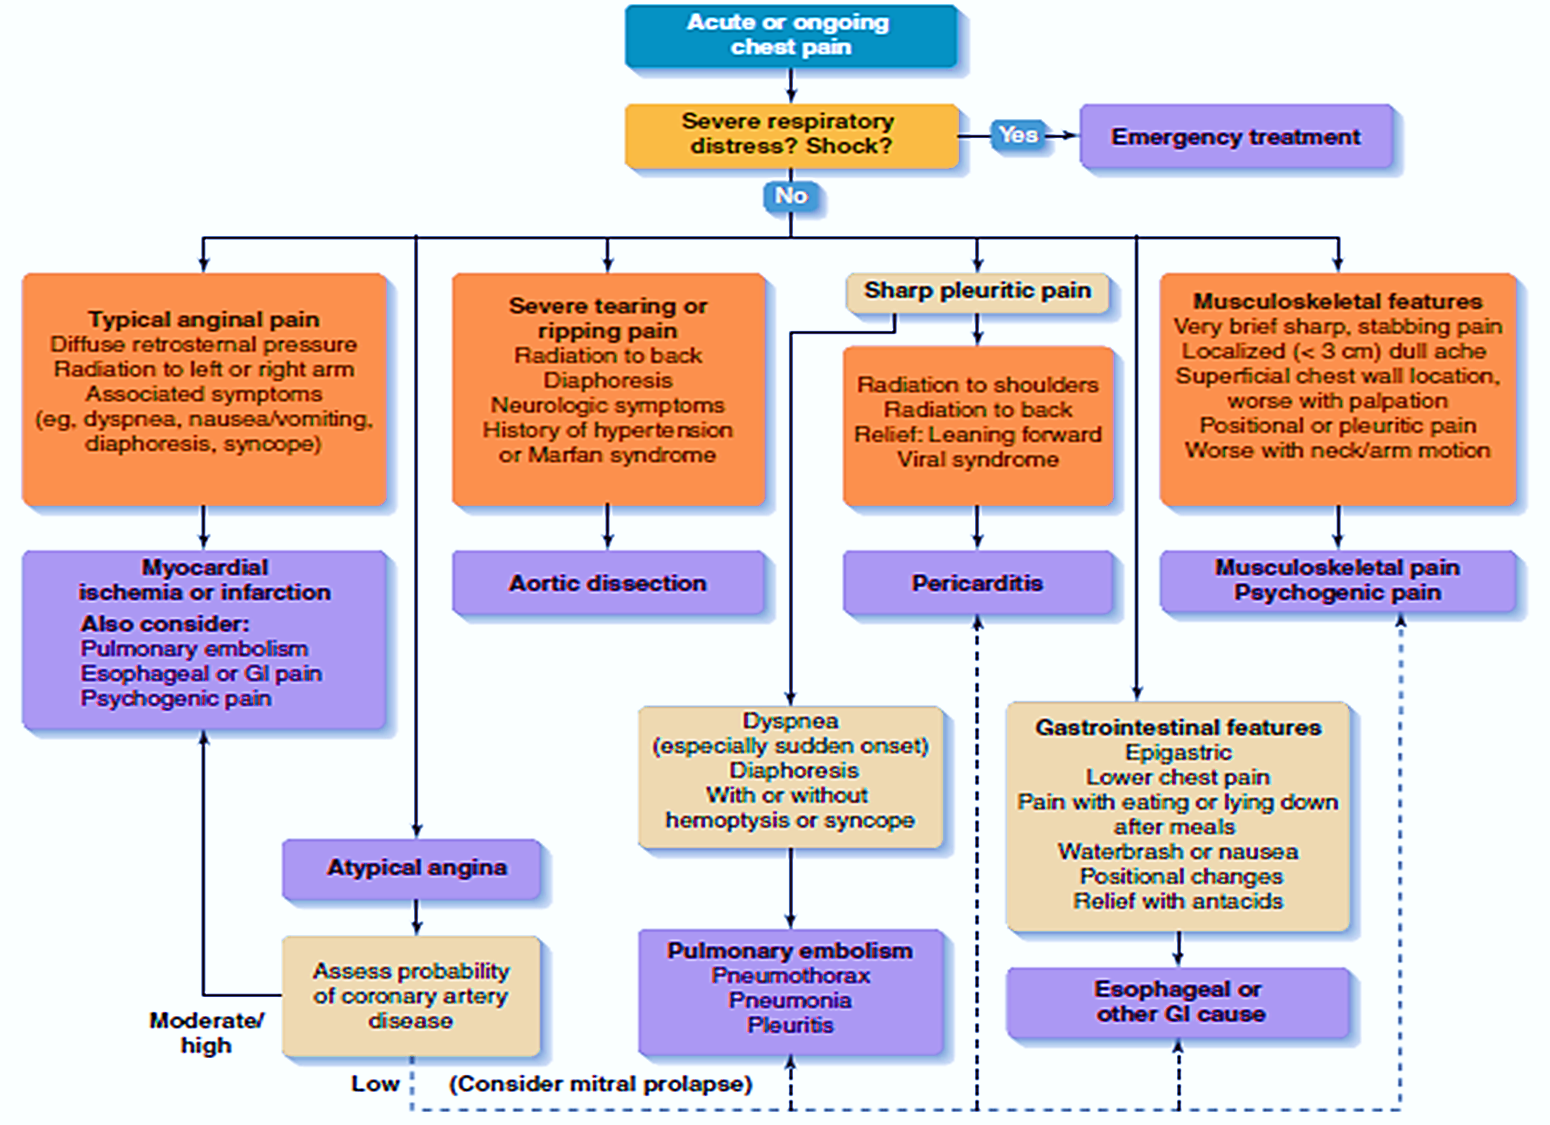 Acute or ongoing
chest pain
Severe respiratory
distress? Shock?
Yes
Emergency treatment
No
Typical anginal pain
Diffuse retrosternal pressure
Radiation to left or right arm
Associated symptoms
(eg, dyspnea, nausea/vomiting,
diaphoresis, syncope)
Severe tearing or
ripping pain
Radiation to back
Diaphoresis
Neurologic symptoms
History of hypertension
or Marfan syndrome
Sharp pleuritic pain
Radiation to shoulders
Radiation to back
Relief: Leaning forward
Viral syndrome
Musculoskeletal features
Very brief sharp, stabbing pain
Localized (< 3 cm) dull ache
Superficial chest wall location,
worse with palpation
Positional or pleuritic pain
Worse with neck/arm motion
Myocardial
ischemia or infarction
Also consider:
Pulmonary embolism
Esophageal or GI pain
Psychogenic pain
Aortic dissection
Pericarditis
Musculoskeletal pain
Psychogenic pain
Dyspnea
(especially sudden onset)
Diaphoresis
With or without
hemoptysis or syncope
Gastrointestinal features
Epigastric
Lower chest pain
Pain with eating or lying down
after meals
Waterbrash or nausea
Positional changes
Relief with antacids
Atypical angina
Assess probability
of coronary artery
disease
Moderate/
high
Low
(Consider mitral prolapse)
Pulmonary embolism
Pneumothorax
Pneumonia
Pleuritis
Esophageal or
other GI cause